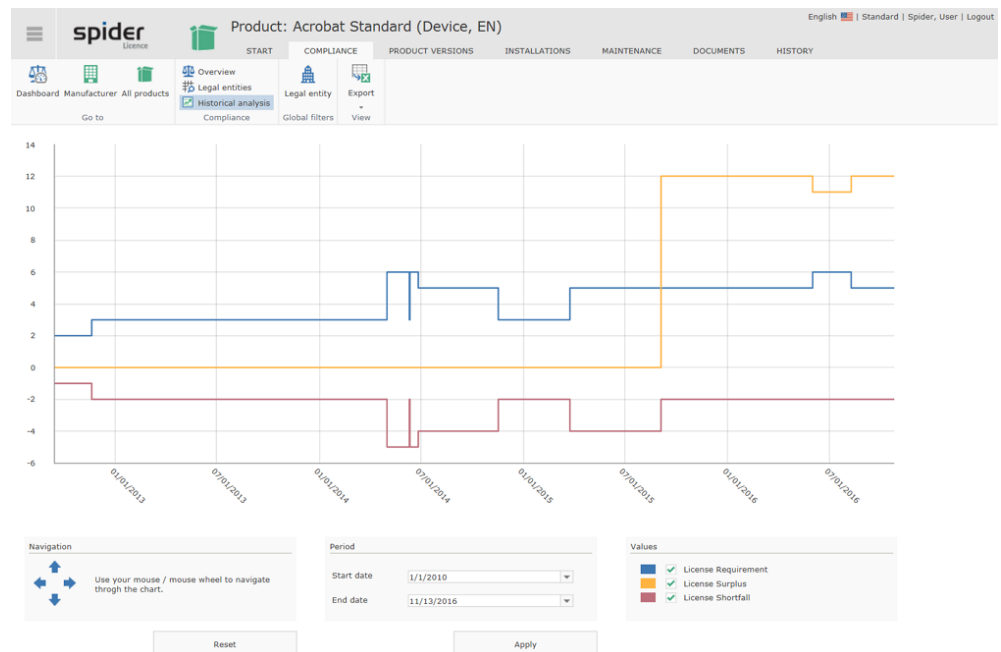 English | Standard | Spider, User | Logout
spider
Licence
Product: Acrobat Standard (Device, EN)
START COMPLIANCE PRODUCT VERSIONS INSTALLATIONS MAINTENANCE DOCUMENTS HISTORY
Dashboard Manufacturer All products
Go to
Overview
Legal entities
Historical analysis
Compliance
Legal entity
Global filters
Export
View
14
12
10
8
6
4
2
0
-2
-4
-6
01/01/2013 07/01/2013 01/01/2014 07/01/2014 01/01/2015 07/01/2015 01/01/2016 07/01/2016
Navigation
Use your mouse / mouse wheel to navigate
throgh the chart.
Period
Start date 1/1/2010
End date 11/13/2016
Values
License Requirement
License Surplus
License Shortfall
Reset
Apply